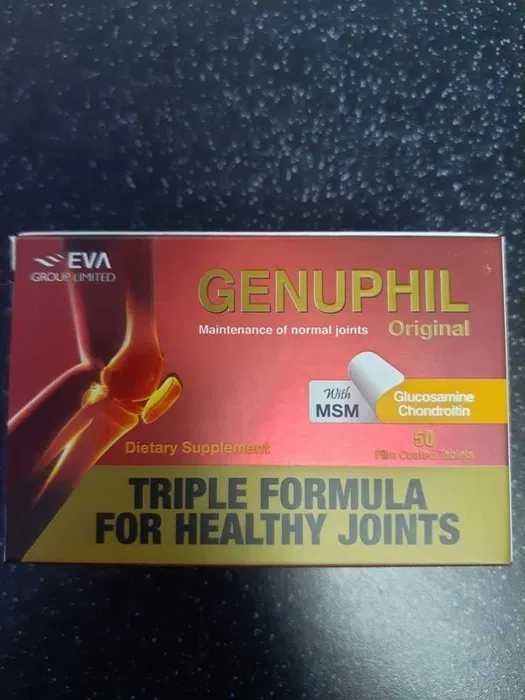 EVA
GROUP LIMITED
GENUPHIL
Maintenance of normal joints Original
With
MSM
Glucosamine
Chondroitin
50
Film Coated Tablets
Dietary Supplement
TRIPLE FORMULA
FOR HEALTHY JOINTS